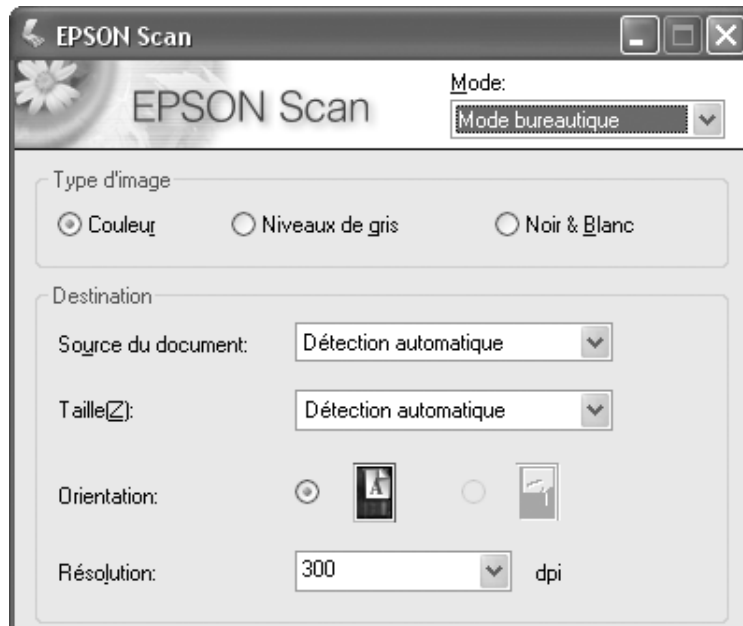 EPSON Scan
EPSON Scan
Mode:
Mode bureautique
Type d'image
Couleur Niveaux de gris Noir & Blanc
Destination
Source du document: Détection automatique
Taille(Z): Détection automatique
Orientation: A
Résolution: 300 dpi